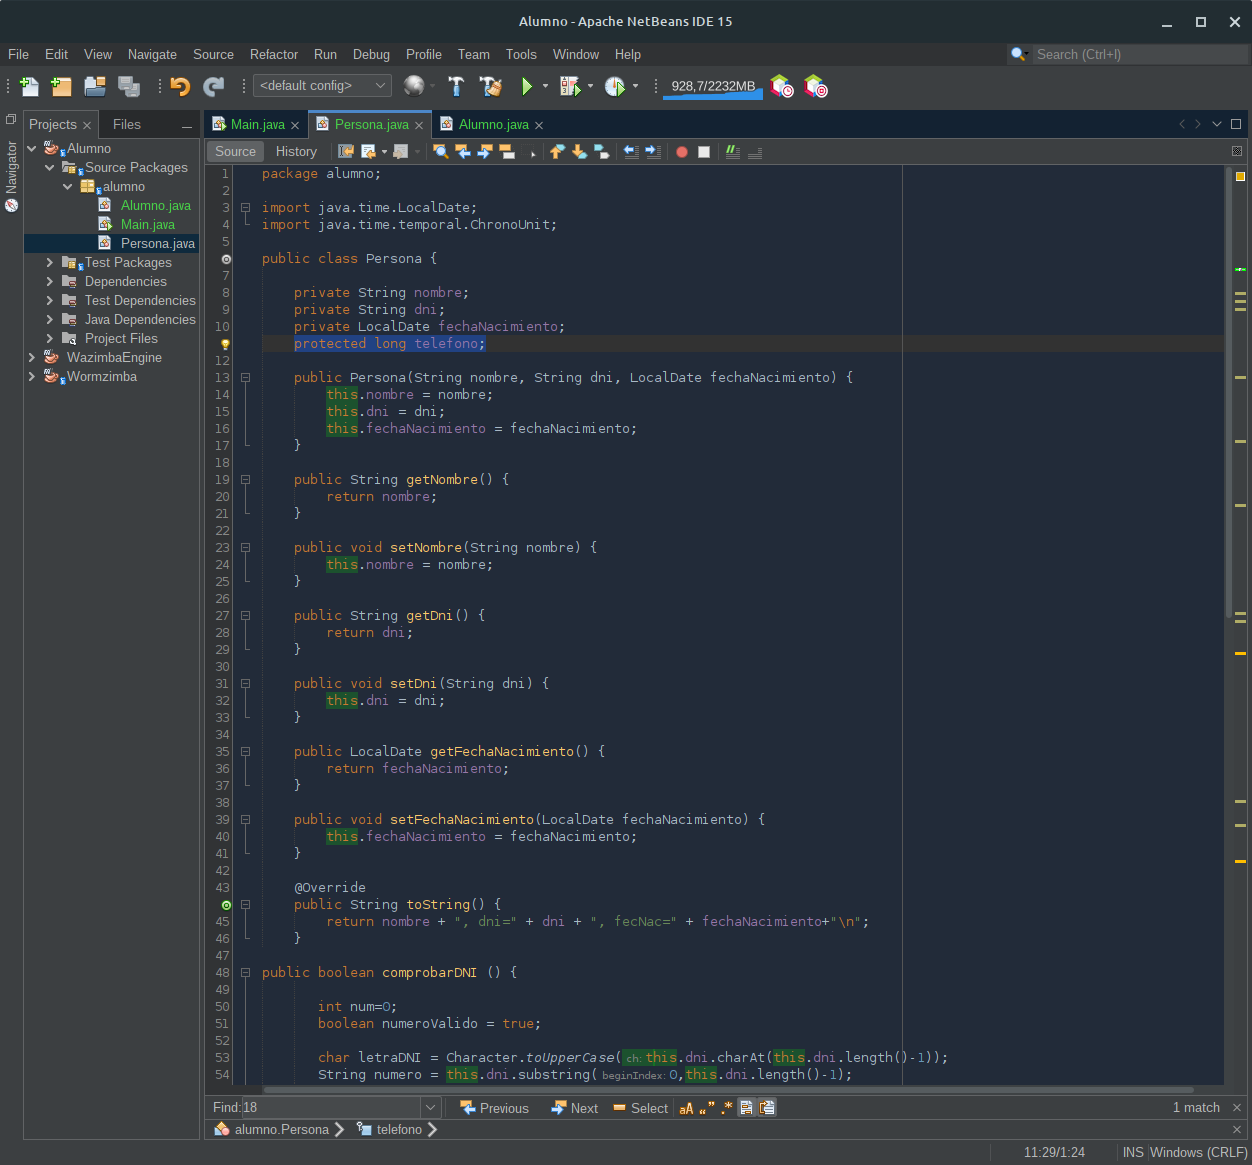 Alumno - Apache NetBeans IDE 15
File Edit View Navigate Source Refactor Run Debug Profile Team Tools Window Help
Search (Ctrl+I)
<default config>
928,7/2232MB
Navigator
Projects Files
Alumno
Source Packages
alumno
Alumno.java
Main.java
Persona.java
Test Packages
Dependencies
Test Dependencies
Java Dependencies
Project Files
WazimbaEngine
Wormzimba
Main.java Persona.java Alumno.java
Source History
1 package alumno;
2
3 import java.time.LocalDate;
4 import java.time.temporal.ChronoUnit;
5
public class Persona {
7
8 private String nombre;
9 private String dni;
10 private LocalDate fechaNacimiento;
protected long telefono;
12
13 public Persona(String nombre, String dni, LocalDate fechaNacimiento) {
14 this.nombre = nombre;
15 this.dni = dni;
16 this.fechaNacimiento = fechaNacimiento;
17 }
18
19 public String getNombre() {
20 return nombre;
21 }
22
23 public void setNombre(String nombre) {
24 this.nombre = nombre;
25 }
26
27 public String getDni() {
28 return dni;
29 }
30
31 public void setDni(String dni) {
32 this.dni = dni;
33 }
34
35 public LocalDate getFechaNacimiento() {
36 return fechaNacimiento;
37 }
38
39 public void setFechaNacimiento(LocalDate fechaNacimiento) {
40 this.fechaNacimiento = fechaNacimiento;
41 }
42
43 @Override
public String toString() {
45 return nombre + ", dni=" + dni + ", fecNac=" + fechaNacimiento+"\n";
46 }
47
48 public boolean comprobarDNI () {
49
50 int num=0;
51 boolean numeroValido = true;
52
53 char letraDNI = Character.toUpperCase(ch:this.dni.charAt(this.dni.length()-1));
54 String numero = this.dni.substring(beginIndex:0,this.dni.length()-1);
Find: 18 Previous Next Select aA 1 match
alumno.Persona telefono
11:29/1:24 INS Windows (CRLF)